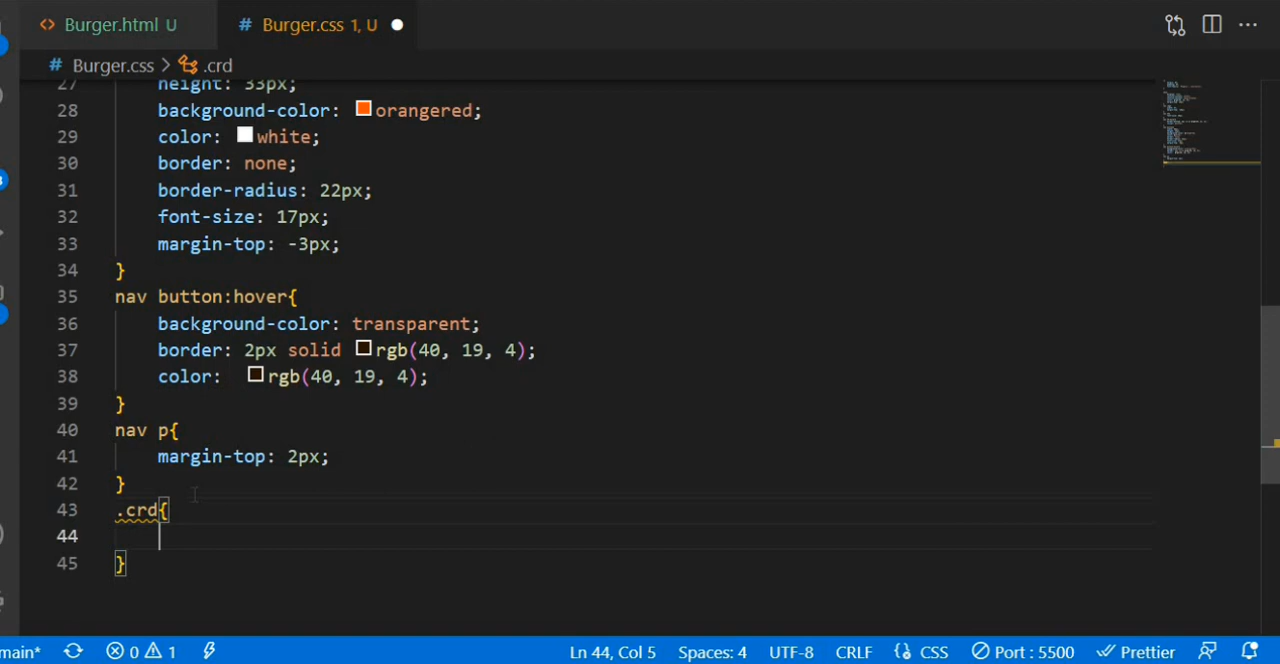 Burger.html U
Burger.css 1, U
Burger.css > .crd
27 height: 33px;
28 background-color: orangered;
29 color: white;
30 border: none;
31 border-radius: 22px;
32 font-size: 17px;
33 margin-top: -3px;
34 }
35 nav button:hover{
36 background-color: transparent;
37 border: 2px solid rgb(40, 19, 4);
38 color: rgb(40, 19, 4);
39 }
40 nav p{
41 margin-top: 2px;
42 }
43 .crd{
44
45 }
main* 0 1 Ln 44, Col 5 Spaces: 4 UTF-8 CRLF CSS Port : 5500 Prettier